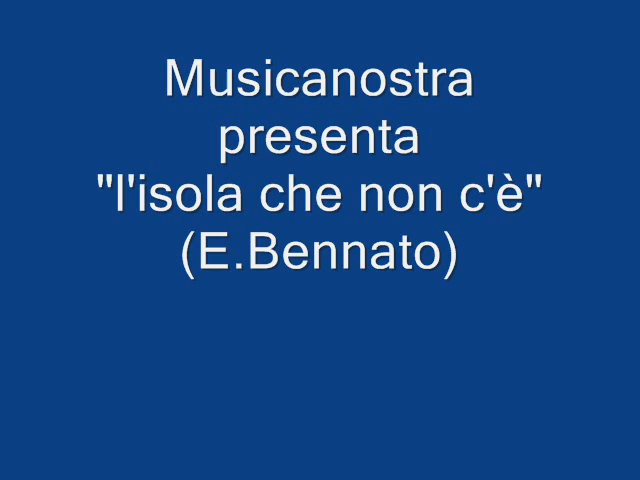 Musicanostra
presenta
"l'isola che non c'è"
(E.Bennato)